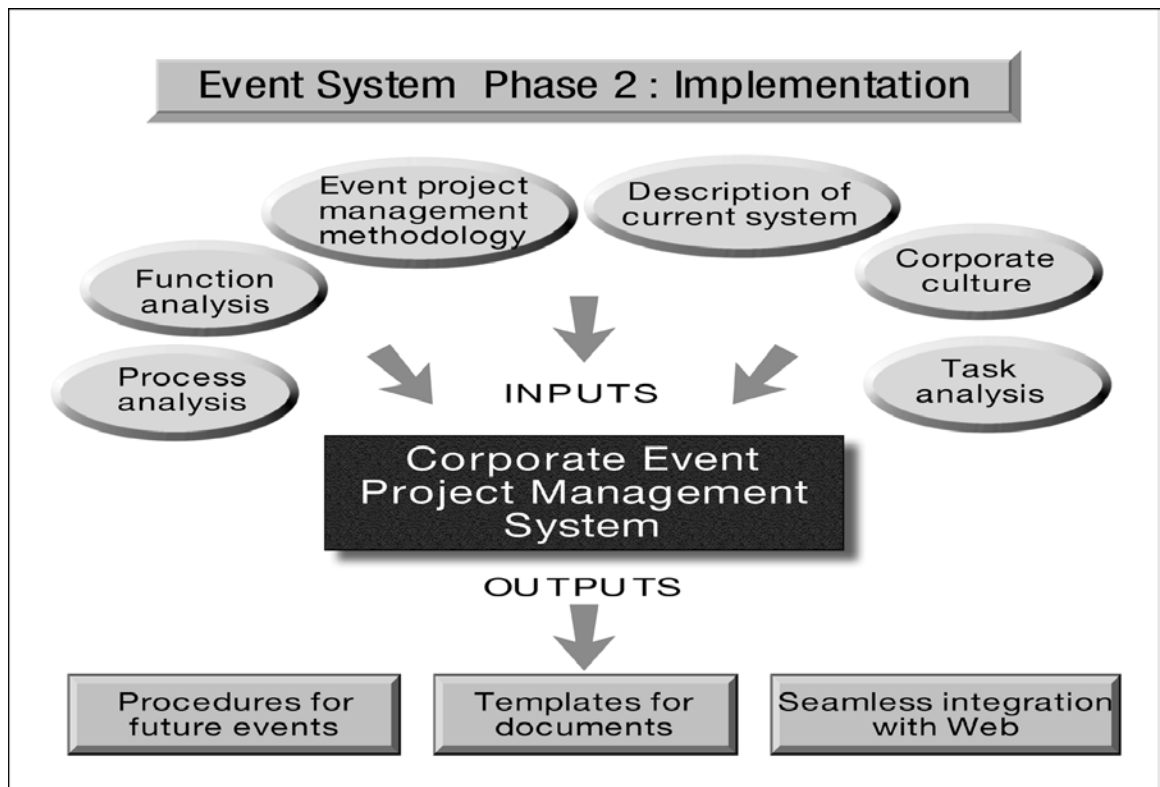 Event System Phase 2 : Implementation
Event project
management
methodology
Description of
current system
Function
analysis
Corporate
culture
Process
analysis
Task
analysis
INPUTS
Corporate Event
Project Management
System
OUTPUTS
Procedures for
future events
Templates for
documents
Seamless integration
with Web